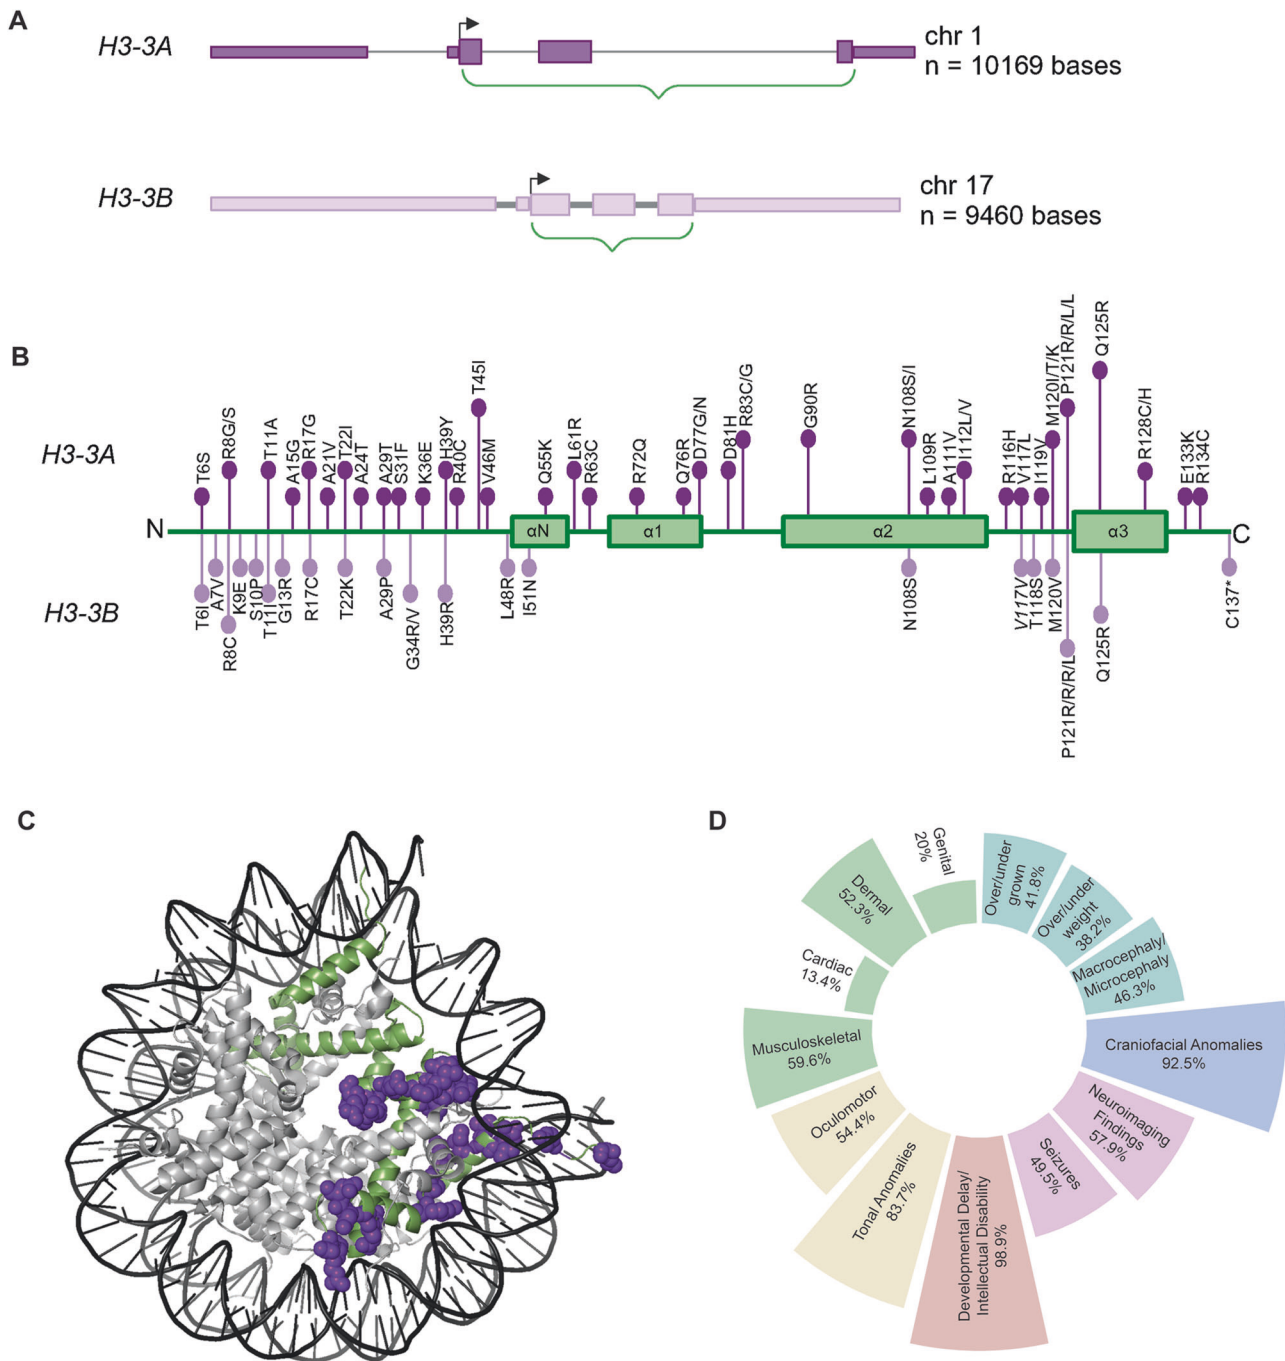 A
H3-3A
chr 1
n = 10169 bases
H3-3B
chr 17
n = 9460 bases
B
H3-3A
T6S
R8G/S
T11A
A15G
R17G
A21V
T22I
A24T
A29T
S31F
K36E
H39Y
R40C
T45I
V46M
Q55K
L61R
R63C
R72Q
Q76R
D77G/N
D81H
R83C/G
G90R
N108S/I
L109R
A111V
I112L/V
R116H
V117L
I119V
M120I/T/K
P121R/R/L/L
Q125R
R128C/H
E133K
R134C
N
αN
α1
α2
α3
C
H3-3B
T6I
A7V
R8C
K9E
S10P
T11I
G13R
R17C
T22K
A29P
G34R/V
H39R
L48R
I51N
N108S
V117V
T118S
M120V
P121R/R/R/L
Q125R
C137*
C
D
Genital
20%
Over/under
grown
41.8%
Over/under
weight
38.2%
Macrocephaly/
Microcephaly
46.3%
Craniofacial Anomalies
92.5%
Neuroimaging
Findings
57.9%
Seizures
49.5%
Developmental Delay/
Intellectual Disability
98.9%
Tonal Anomalies
83.7%
Oculomotor
54.4%
Musculoskeletal
59.6%
Cardiac
13.4%
Dermal
52.3%